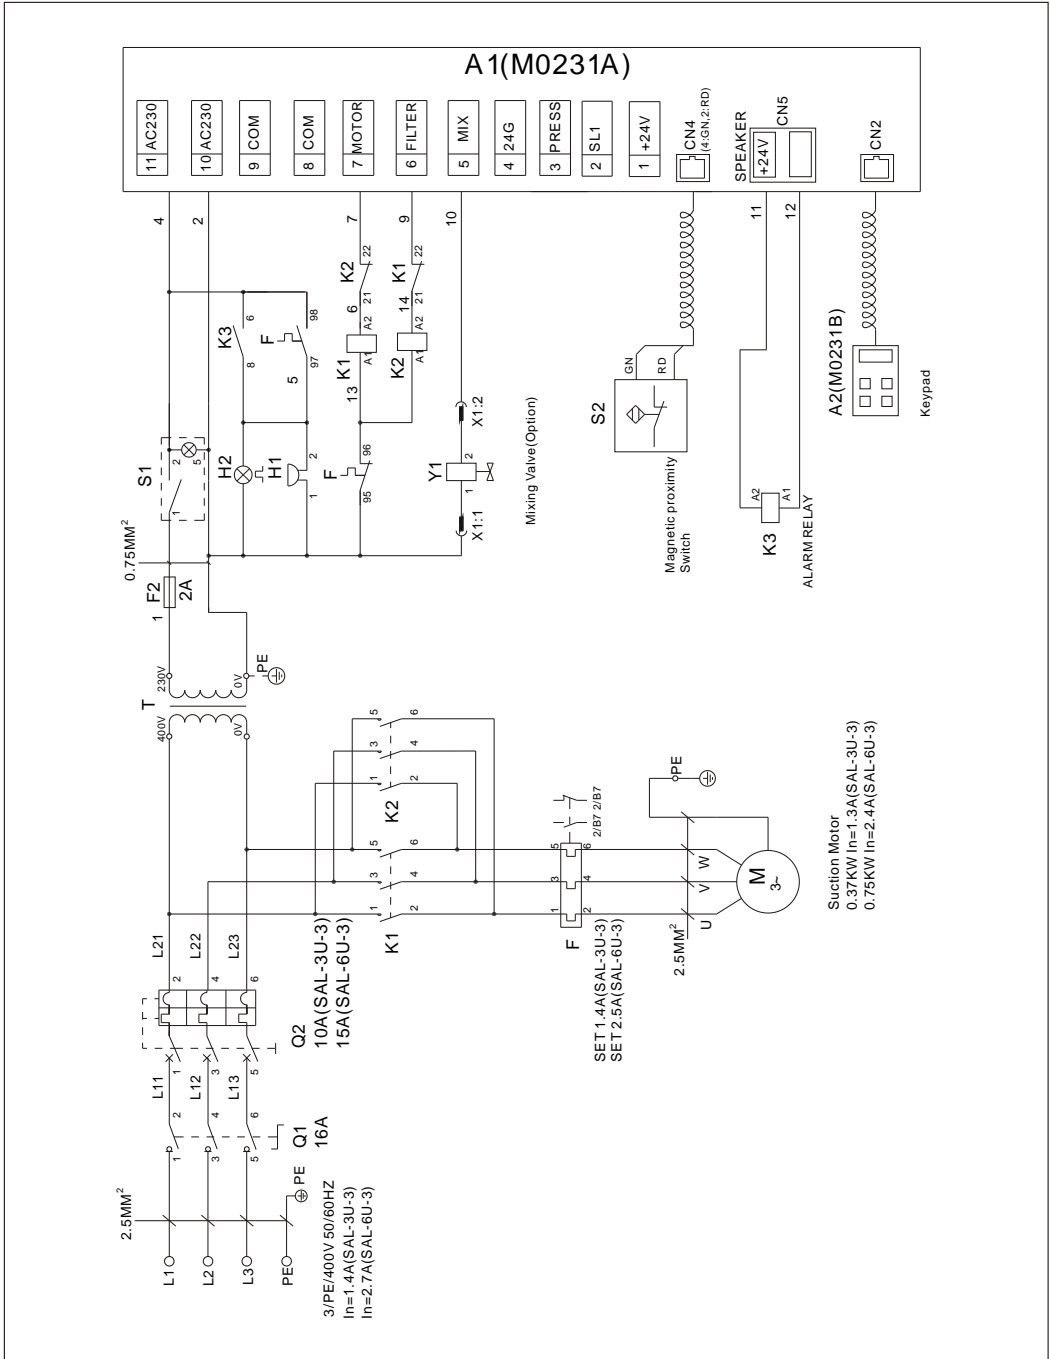 A1(M0231A)
11 AC230
10 AC230
9 COM
8 COM
7 MOTOR
6 FILTER
5 MIX
4 24G
3 PRESS
2 SL1
1 +24V
CN4
(4:GN,2:RD)
SPEAKER
+24V
CN5
CN2
4
2
7
9
10
11
12
K2
22
21
K1
22
21
6
14
K3
6
8
F
98
97
5
K1
A2
A1
13
K2
A2
A1
S1
1
2
5
H2
H1
2
1
F
96
95
X1:2
Y1
2
1
X1:1
Mixing Valve(Option)
GN
RD
S2
Magnetic proximity
Switch
A2
A1
K3
ALARM RELAY
A2(M0231B)
Keypad
0.75MM²
F2
2A
1
T
230V
0V
400V
0V
PE
L21
L22
L23
2
4
6
Q2
10A(SAL-3U-3)
15A(SAL-6U-3)
1
3
5
L11
L12
L13
2
4
6
1
3
5
Q1
16A
2.5MM²
L1
L2
L3
PE
PE
3/PE/400V 50/60HZ
In=1.4A(SAL-3U-3)
In=2.7A(SAL-6U-3)
5
6
3
4
1
2
K2
5
6
3
4
1
2
K1
2/B7 2/B7
5
6
3
4
1
2
F
SET 1.4A(SAL-3U-3)
SET 2.5A(SAL-6U-3)
2.5MM²
U
V
W
PE
M
3~
Suction Motor
0.37KW In=1.3A(SAL-3U-3)
0.75KW In=2.4A(SAL-6U-3)